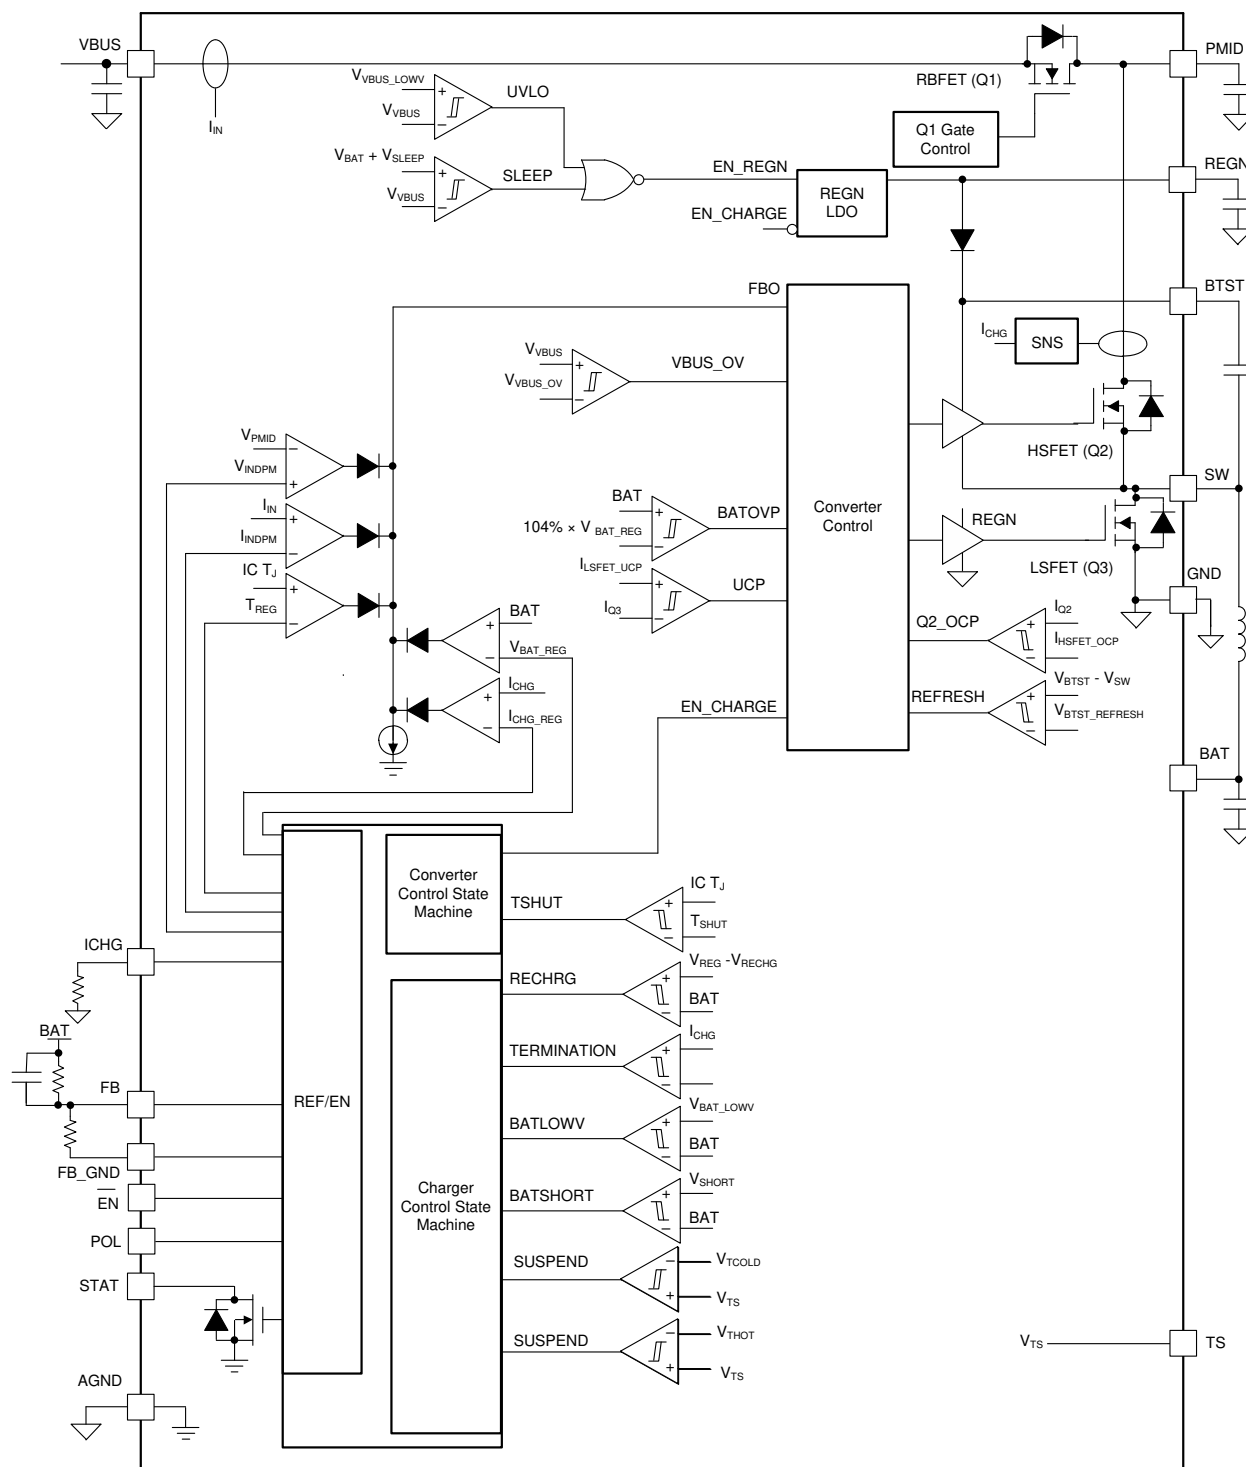 VBUS
PMID
RBFET (Q1)
V_VBUS_LOWV
+
UVLO
V_VBUS
−
I_IN
Q1 Gate
Control
V_BAT + V_SLEEP
+
SLEEP
V_VBUS
−
EN_REGN
REGN
LDO
REGN
EN_CHARGE
FBO
BTST
I_CHG
SNS
V_VBUS
+
VBUS_OV
V_VBUS_OV
−
HSFET (Q2)
V_PMID
−
V_INDPM
+
SW
I_IN
+
I_INDPM
−
BAT
+
BATOVP
104% × V_BAT_REG
−
Converter
Control
REGN
LSFET (Q3)
IC T_J
+
T_REG
−
I_LSFET_UCP
+
UCP
I_Q3
−
GND
BAT
+
V_BAT_REG
−
Q2_OCP
I_Q2
+
I_HSFET_OCP
−
I_CHG
+
I_CHG_REG
−
EN_CHARGE
REFRESH
V_BTST - V_SW
+
V_BTST_REFRESH
−
BAT
Converter
Control State
Machine
TSHUT
IC T_J
+
T_SHUT
−
ICHG
RECHRG
V_REG -V_RECHG
+
BAT
−
BAT
TERMINATION
I_CHG
+
−
FB
REF/EN
BATLOWV
V_BAT_LOWV
+
BAT
−
FB_GND
EN
Charger
Control State
Machine
BATSHORT
V_SHORT
+
BAT
−
POL
SUSPEND
V_TCOLD
−
V_TS
+
STAT
SUSPEND
V_THOT
−
V_TS
+
V_TS
TS
AGND